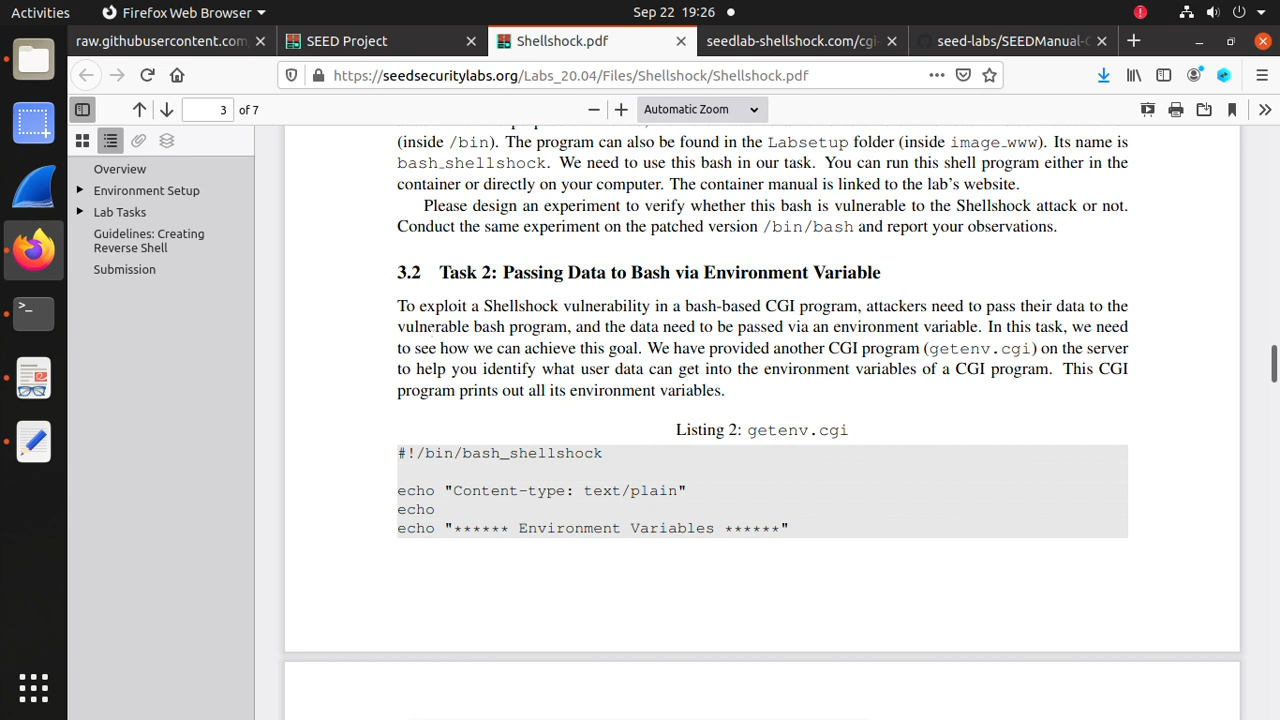 Activities
Firefox Web Browser
Sep 22 19:26
raw.githubusercontent.com
SEED Project
Shellshock.pdf
seedlab-shellshock.com/cgi-
seed-labs/SEEDManual-C
https://seedsecuritylabs.org/Labs_20.04/Files/Shellshock/Shellshock.pdf
3 of 7
Automatic Zoom
Overview
Environment Setup
Lab Tasks
Guidelines: Creating
Reverse Shell
Submission
(inside /bin). The program can also be found in the Labsetup folder (inside image_www). Its name is
bash_shellshock. We need to use this bash in our task. You can run this shell program either in the
container or directly on your computer. The container manual is linked to the lab's website.
Please design an experiment to verify whether this bash is vulnerable to the Shellshock attack or not.
Conduct the same experiment on the patched version /bin/bash and report your observations.
3.2 Task 2: Passing Data to Bash via Environment Variable
To exploit a Shellshock vulnerability in a bash-based CGI program, attackers need to pass their data to the
vulnerable bash program, and the data need to be passed via an environment variable. In this task, we need
to see how we can achieve this goal. We have provided another CGI program (getenv.cgi) on the server
to help you identify what user data can get into the environment variables of a CGI program. This CGI
program prints out all its environment variables.
Listing 2: getenv.cgi
#!/bin/bash_shellshock
echo "Content-type: text/plain"
echo
echo "****** Environment Variables ******"